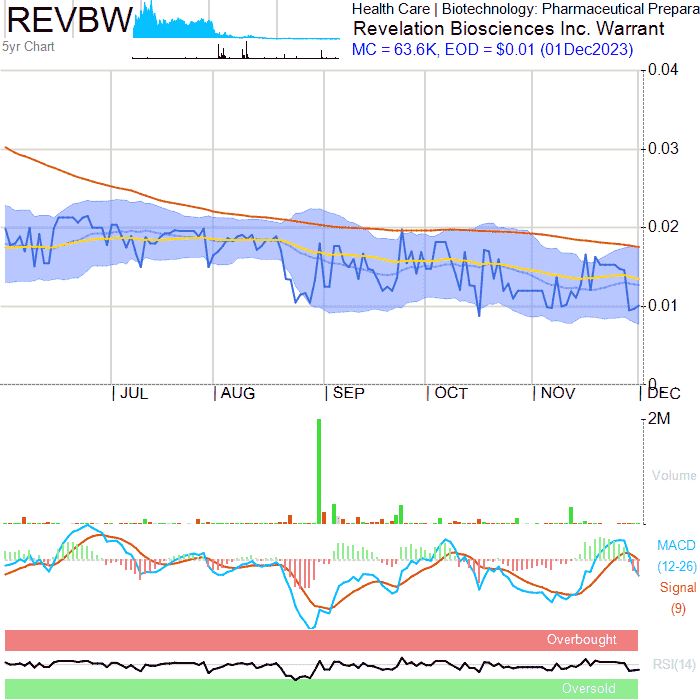 REVBW
5yr Chart
Health Care | Biotechnology: Pharmaceutical Prepara
Revelation Biosciences Inc. Warrant
MC = 63.6K, EOD = $0.01 (01Dec2023)
0.04
0.03
0.02
0.01
0
JUL
AUG
SEP
OCT
NOV
DEC
2M
Volume
MACD
(12-26)
Signal
(9)
Overbought
RSI(14)
Oversold